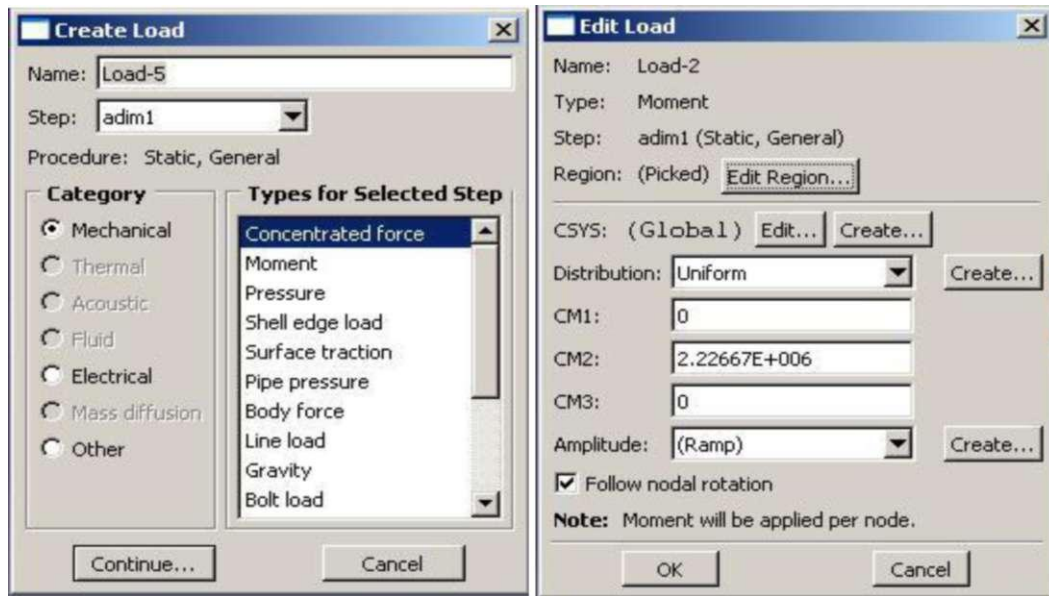 Create Load
Name: Load-5
Step: adim1
Procedure: Static, General
Category
Mechanical
Thermal
Acoustic
Fluid
Electrical
Mass diffusion
Other
Types for Selected Step
Concentrated force
Moment
Pressure
Shell edge load
Surface traction
Pipe pressure
Body force
Line load
Gravity
Bolt load
Continue...
Cancel
Edit Load
Name: Load-2
Type: Moment
Step: adim1 (Static, General)
Region: (Picked) Edit Region...
CSYS: (Global) Edit... Create...
Distribution: Uniform Create...
CM1: 0
CM2: 2.22667E+006
CM3: 0
Amplitude: (Ramp) Create...
Follow nodal rotation
Note: Moment will be applied per node.
OK Cancel